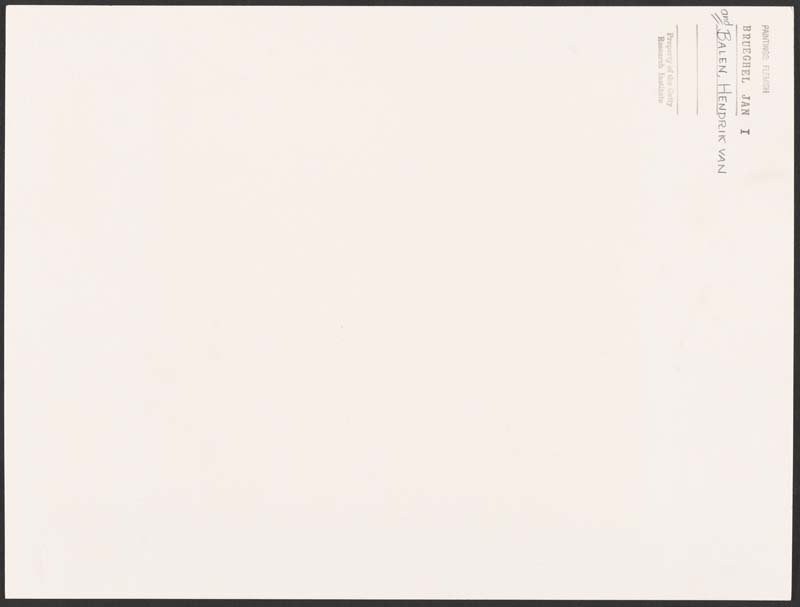 PAINTINGS: FLEMISH
BRUEGHEL JAN I
and BALEN, HENDRIK VAN
Property of the Getty
Research Institute